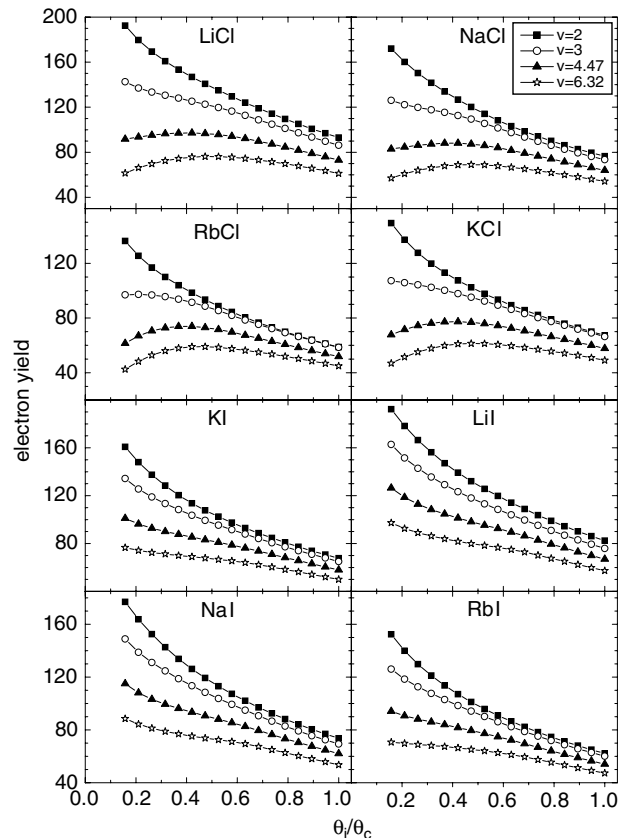 200
160
120
80
40
LiCl
NaCl
v=2
v=3
v=4.47
v=6.32
120
80
40
RbCl
KCl
electron yield
160
120
80
KI
LiI
160
120
80
40
NaI
RbI
0.0 0.2 0.4 0.6 0.8 1.0
0.2 0.4 0.6 0.8 1.0
θi/θc